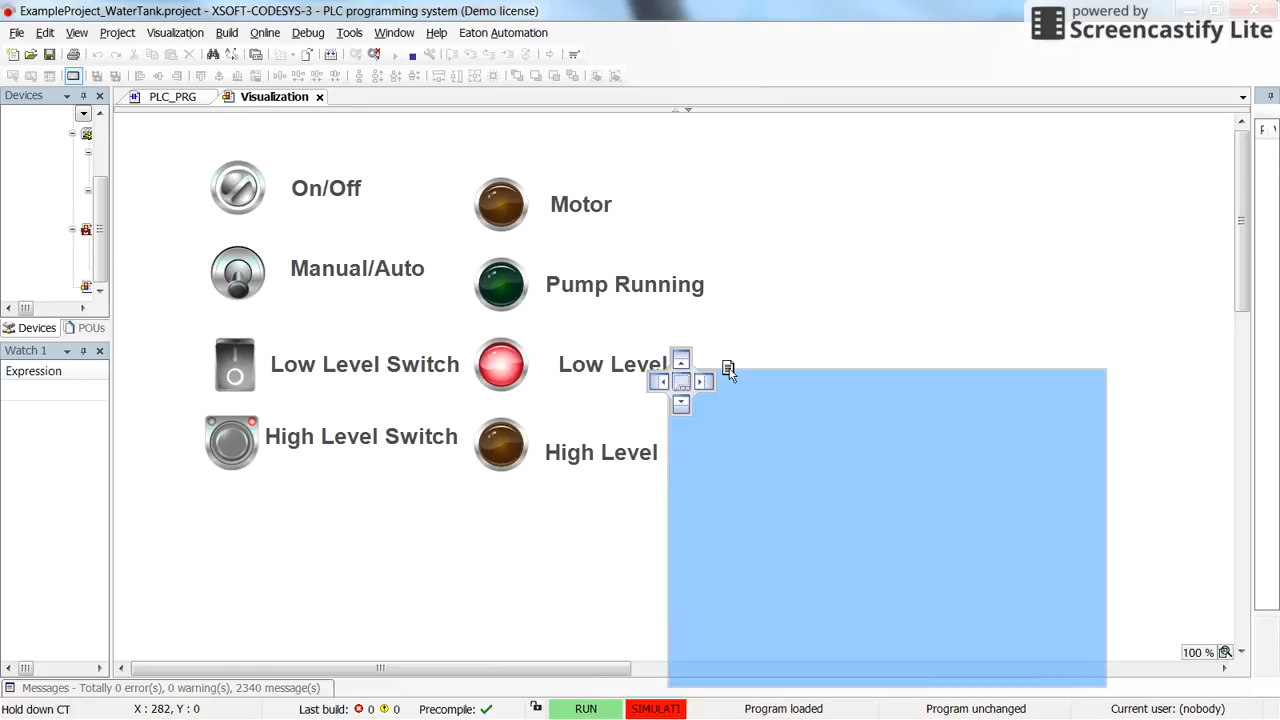 ExampleProject_WaterTank.project - XSOFT-CODESYS-3 - PLC programming system (Demo license)
powered by
Screencastify Lite
File Edit View Project Visualization Build Online Debug Tools Window Help Eaton Automation
Devices
PLC_PRG
Visualization
On/Off
Motor
Manual/Auto
Pump Running
Devices
POUs
Watch 1
Expression
Low Level Switch
Low Level
High Level Switch
High Level
100 %
Messages - Totally 0 error(s), 0 warning(s), 2340 message(s)
Hold down CT
X : 282, Y : 0
Last build: 0 0
Precompile:
RUN
SIMULATI
Program loaded
Program unchanged
Current user: (nobody)